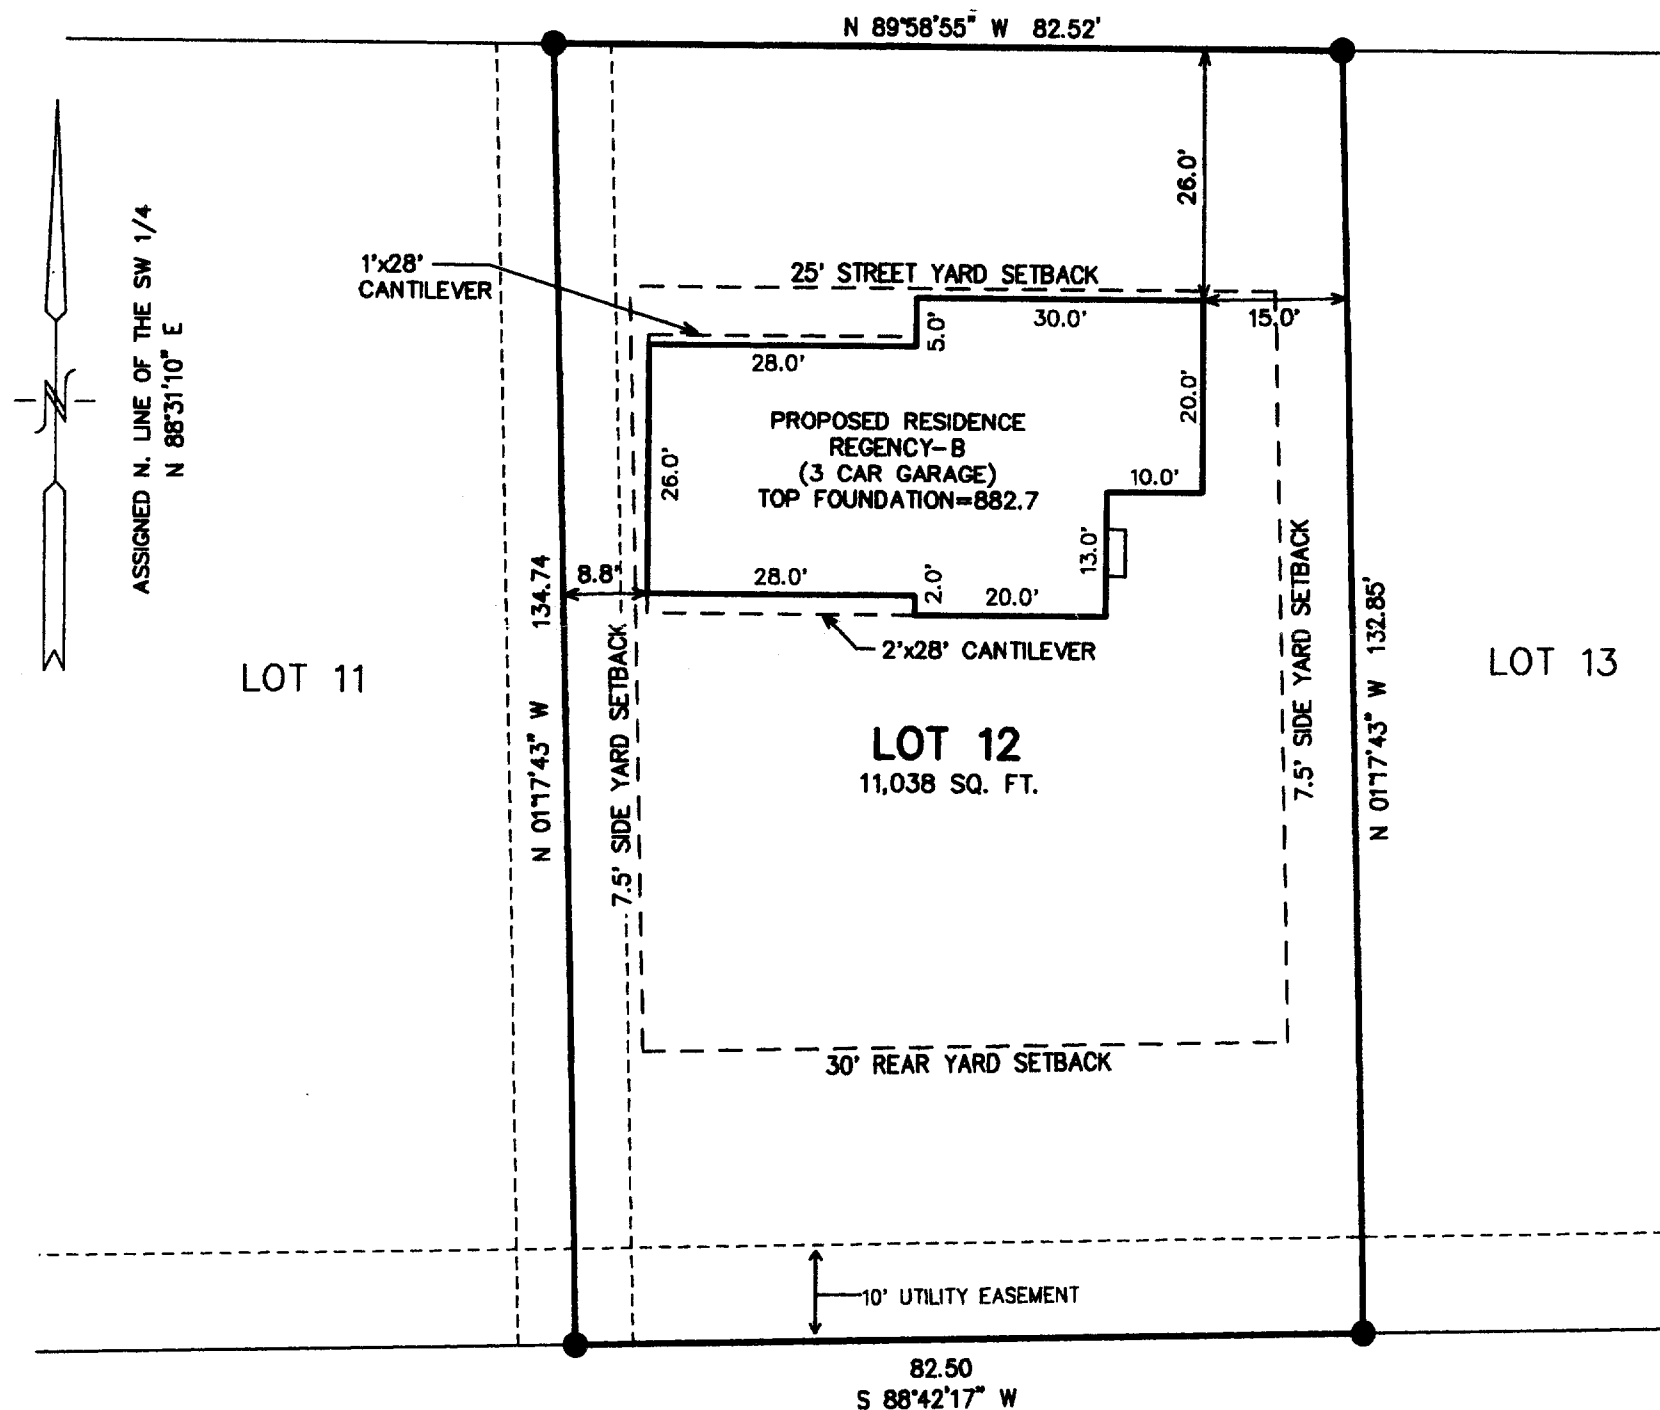 N 89°58'55" W 82.52'
ASSIGNED N. LINE OF THE SW 1/4
N 88°31'10" E
N
1'x28'
CANTILEVER
25' STREET YARD SETBACK
26.0'
30.0'
15.0'
5.0'
28.0'
20.0'
PROPOSED RESIDENCE
REGENCY-B
(3 CAR GARAGE)
TOP FOUNDATION=882.7
26.0'
10.0'
13.0'
8.8'
28.0'
2.0'
20.0'
2'x28' CANTILEVER
N 01°17'43" W 134.74
7.5' SIDE YARD SETBACK
7.5' SIDE YARD SETBACK
N 01°17'43" W 132.85'
LOT 11
LOT 13
LOT 12
11,038 SQ. FT.
30' REAR YARD SETBACK
10' UTILITY EASEMENT
82.50
S 88°42'17" W